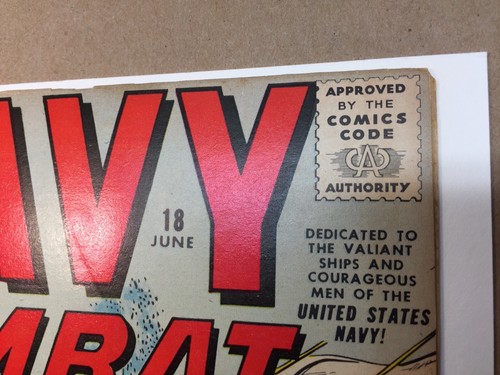 AVY
APPROVED
BY THE
COMICS
CODE
CA
AUTHORITY
18
JUNE
DEDICATED TO
THE VALIANT
SHIPS AND
COURAGEOUS
MEN OF THE
UNITED STATES
NAVY!
MBAT